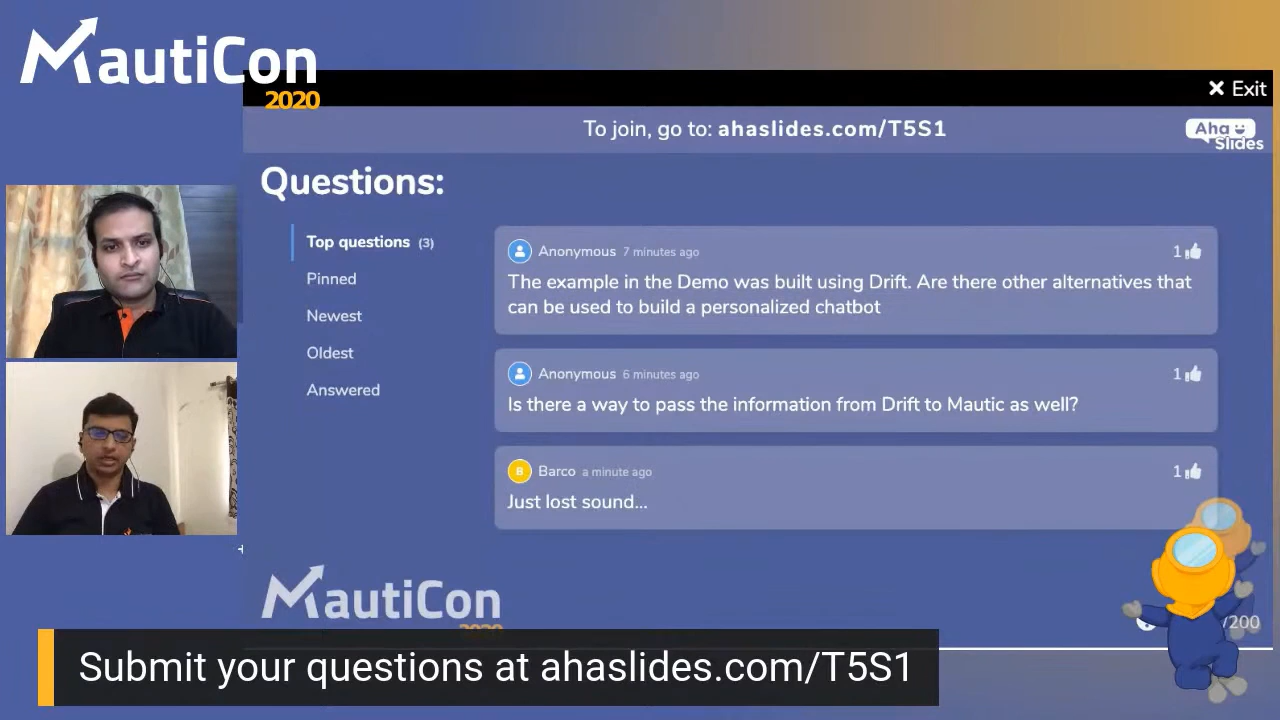 MautiCon
2020
✕ Exit
To join, go to: ahaslides.com/T5S1
Aha
Slides
Questions:
Top questions (3)
Pinned
Newest
Oldest
Answered
Anonymous 7 minutes ago
1
The example in the Demo was built using Drift. Are there other alternatives that
can be used to build a personalized chatbot
Anonymous 6 minutes ago
1
Is there a way to pass the information from Drift to Mautic as well?
B Barco a minute ago
1
Just lost sound...
MautiCon
2020
/200
Submit your questions at ahaslides.com/T5S1